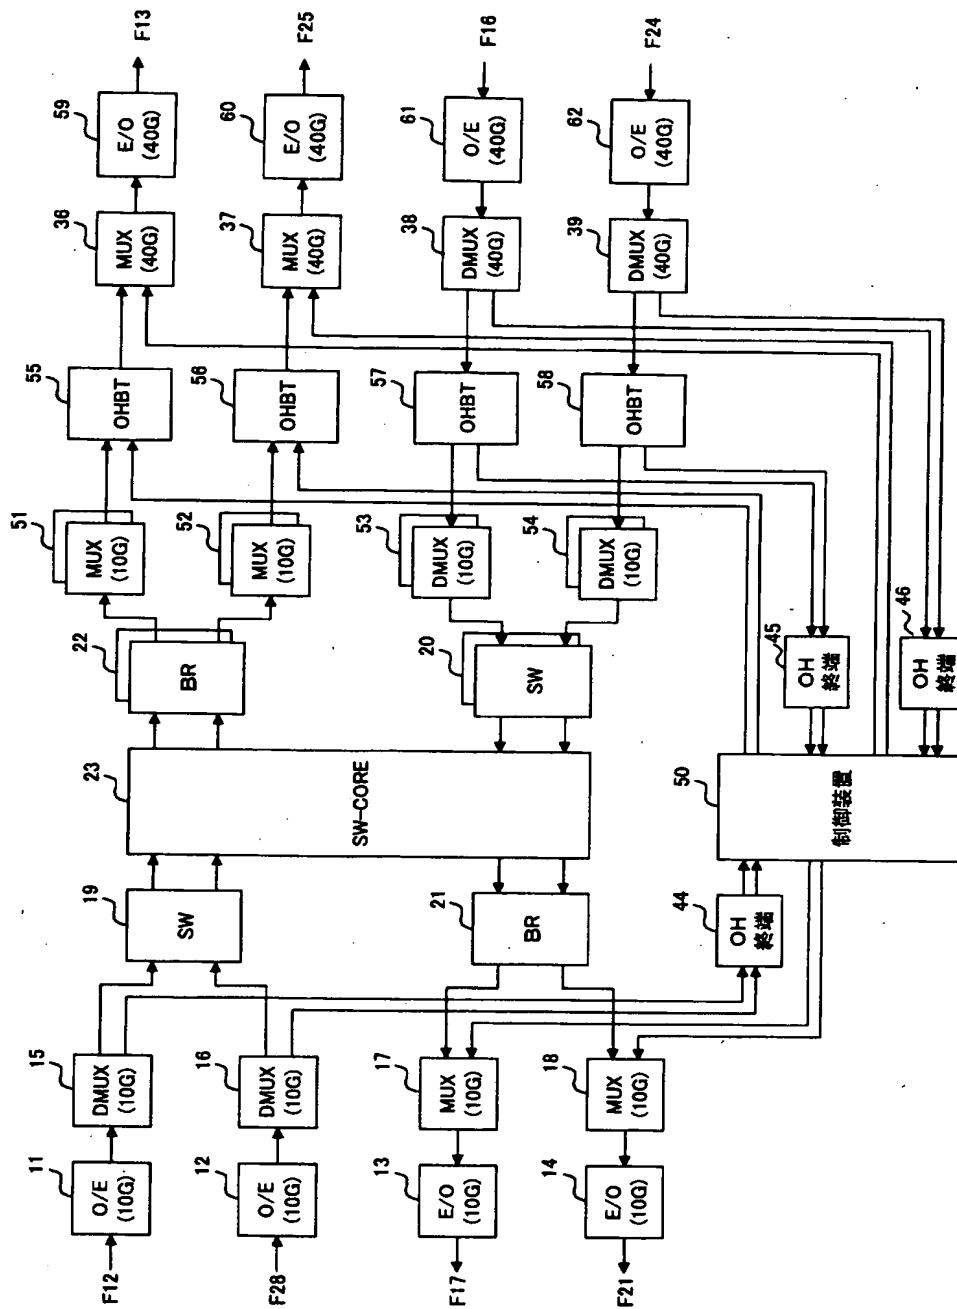 F12
11
O/E
(10G)
15
DMUX
(10G)
19
SW
23
SW-CORE
22
BR
51
MUX
(10G)
55
OHBT
36
MUX
(40G)
59
E/O
(40G)
F13
F28
12
O/E
(10G)
16
DMUX
(10G)
52
MUX
(10G)
56
OHBT
37
MUX
(40G)
60
E/O
(40G)
F25
F17
13
E/O
(10G)
17
MUX
(10G)
21
BR
20
SW
53
DMUX
(10G)
57
OHBT
38
DMUX
(40G)
61
O/E
(40G)
F16
F21
14
E/O
(10G)
18
MUX
(10G)
54
DMUX
(10G)
58
OHBT
39
DMUX
(40G)
62
O/E
(40G)
F24
44
OH
終端
50
制御装置
45
OH
終端
46
OH
終端